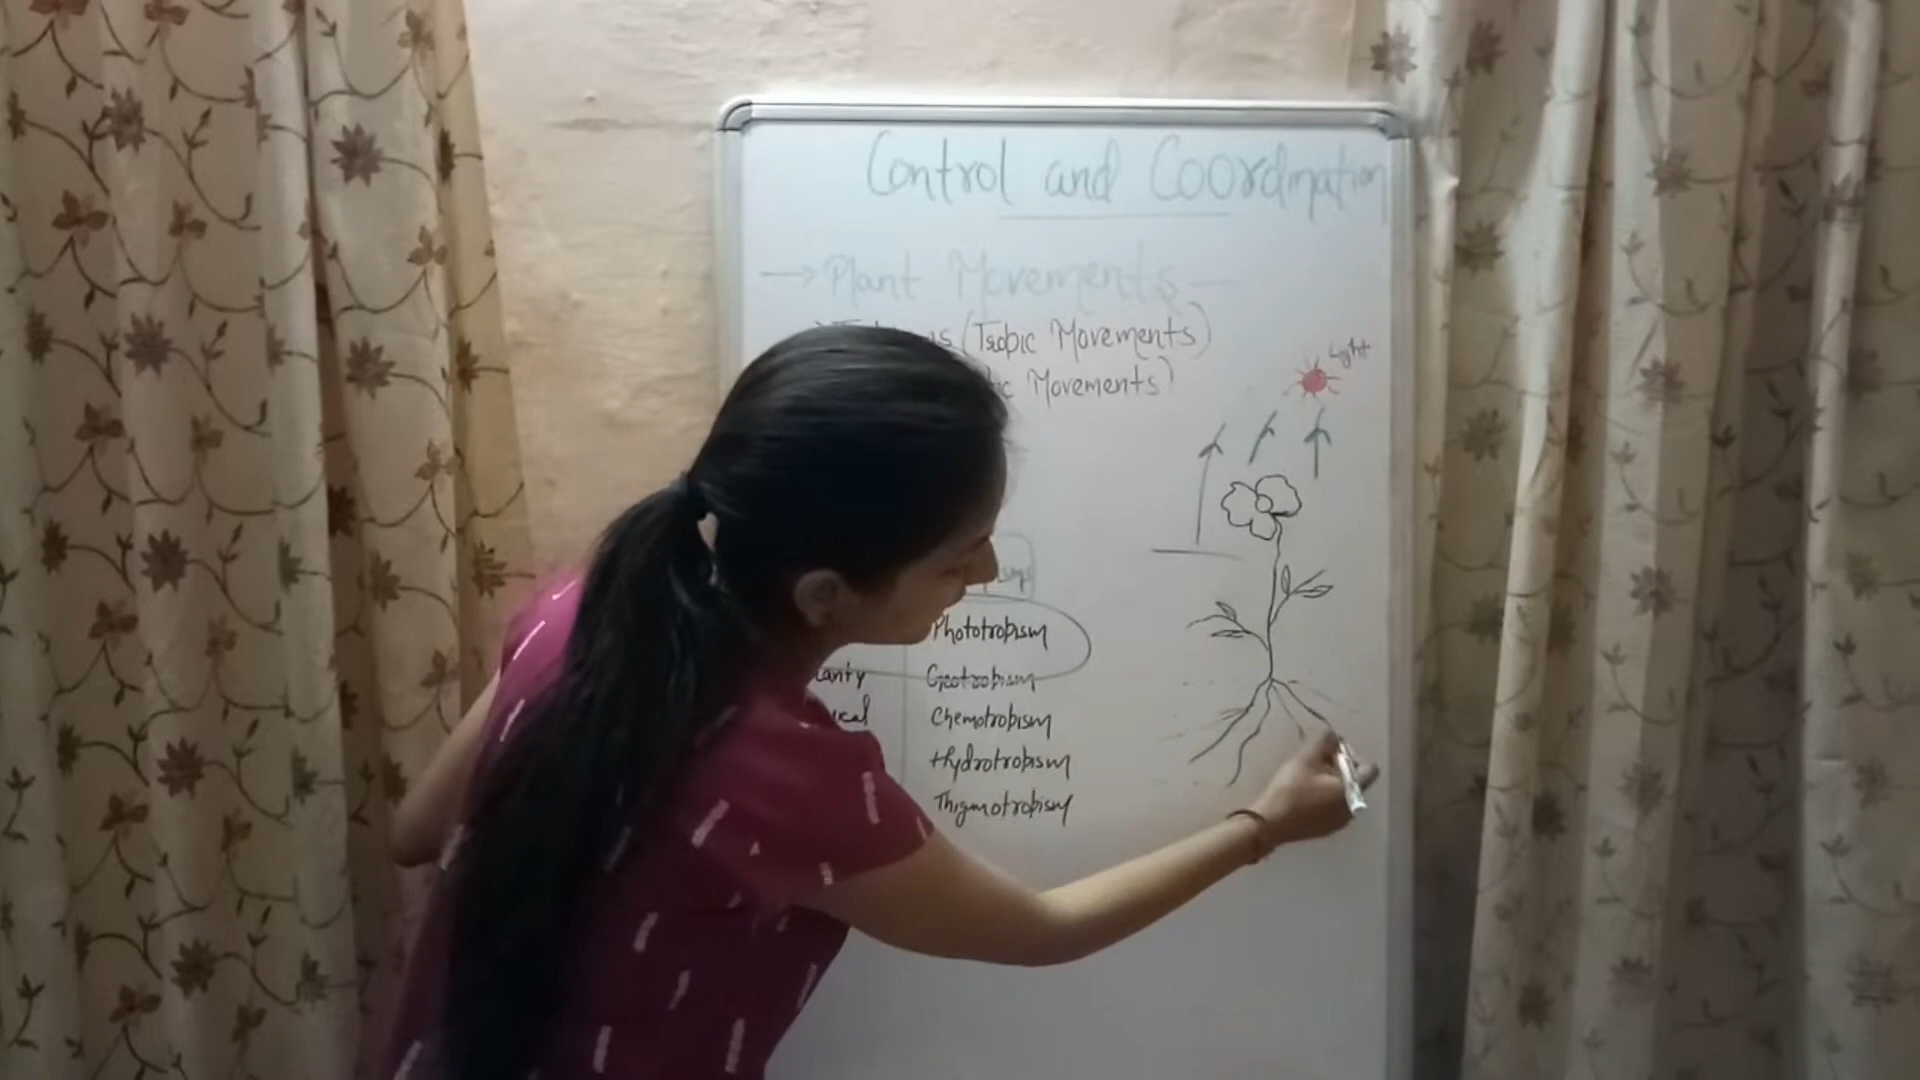 Control and Coordination
→ Plant Movements
(Tropic Movements)
Movements)
Light
Phototropism
Geotropism
Chemotropism
Hydrotropism
Thigmotropism